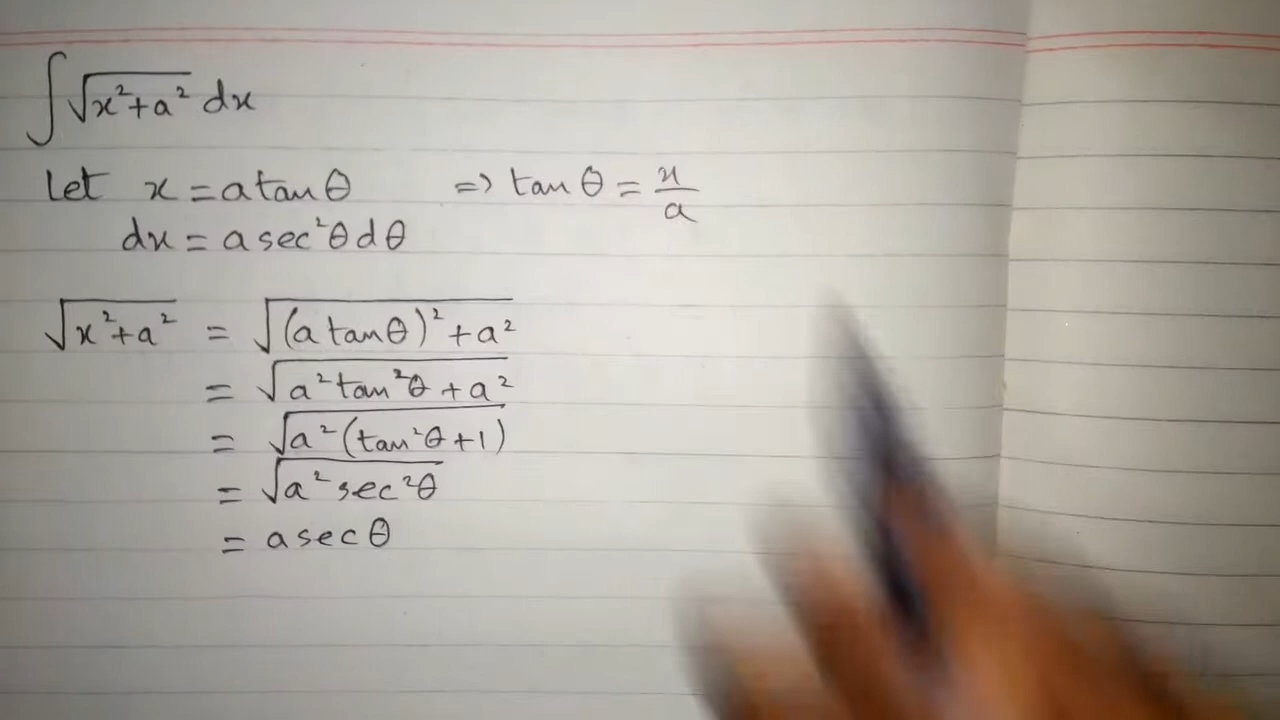 ∫√x²+a² dx
Let x = a tan θ ⇒ tan θ = x/a
dx = a sec²θ dθ
√x²+a² = √(a tan θ)² + a²
= √a² tan²θ + a²
= √a² (tan²θ + 1)
= √a² sec²θ
= a sec θ